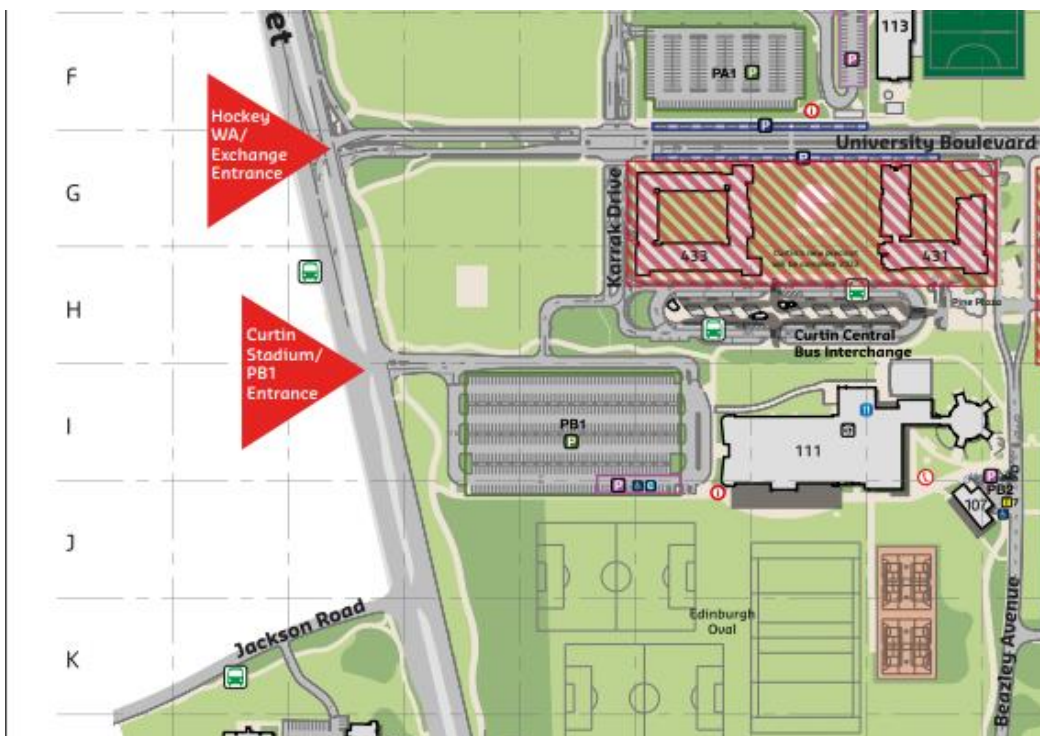 et
113
F
PA1
P
P
Hockey
WA/
Exchange
Entrance
P
University Boulevard
P
G
Karrak Drive
433
431
H
Pine Plaza
Curtin
Stadium/
PB1
Entrance
Curtin Central
Bus Interchange
I
PB1
P
111
P
P
PB2
107
J
Edinburgh
Oval
Jackson Road
K
Beazley Avenue